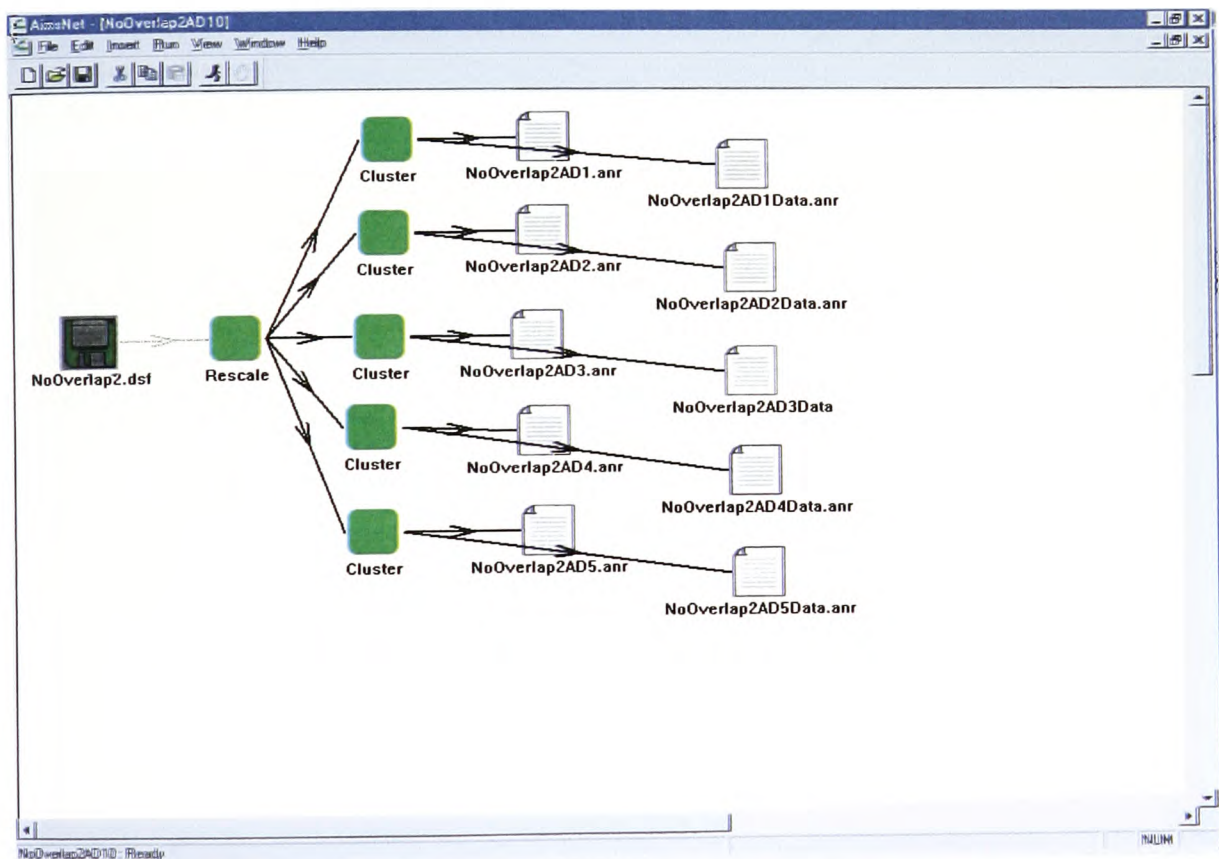 AimsNet - [NoOverlap2AD10]
File Edit Insert Run View Window Help
Cluster
NoOverlap2AD1.anr
NoOverlap2AD1Data.anr
Cluster
NoOverlap2AD2.anr
NoOverlap2AD2Data.anr
NoOverlap2.dsf
Rescale
Cluster
NoOverlap2AD3.anr
NoOverlap2AD3Data
Cluster
NoOverlap2AD4.anr
NoOverlap2AD4Data.anr
Cluster
NoOverlap2AD5.anr
NoOverlap2AD5Data.anr
NoOverlap2AD10 : Ready
NUM